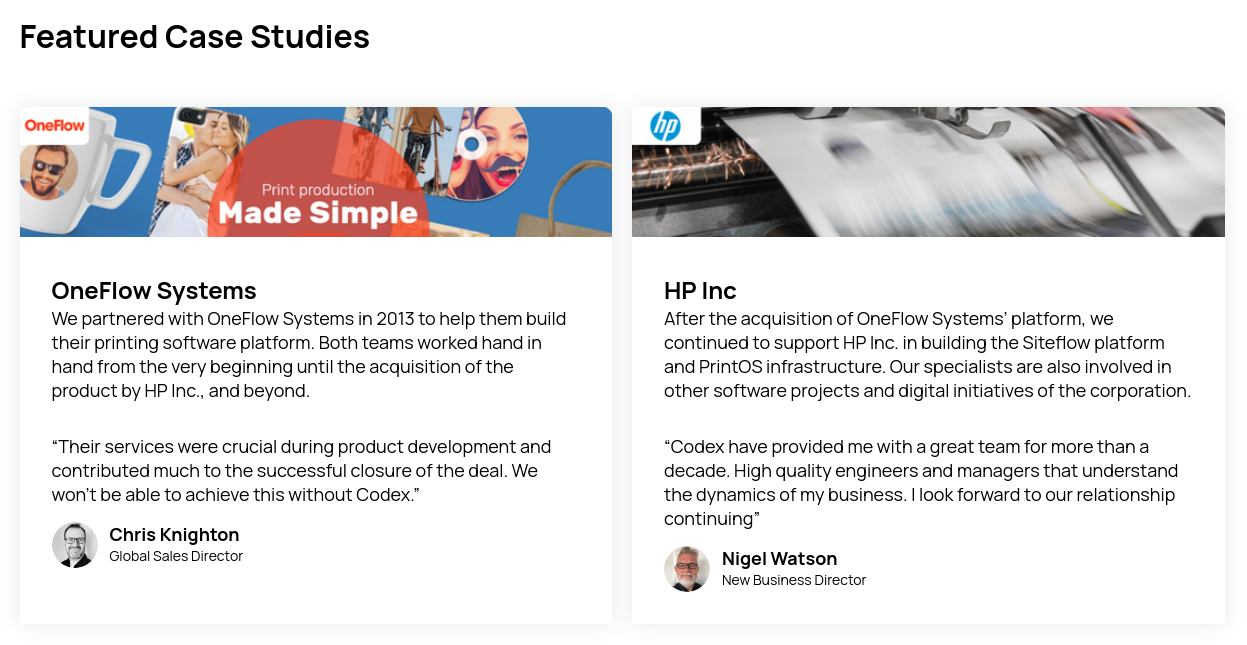 Featured Case Studies
OneFlow
Print production
Made Simple
OneFlow Systems
We partnered with OneFlow Systems in 2013 to help them build
their printing software platform. Both teams worked hand in
hand from the very beginning until the acquisition of the
product by HP Inc., and beyond.
“Their services were crucial during product development and
contributed much to the successful closure of the deal. We
won’t be able to achieve this without Codex.”
Chris Knighton
Global Sales Director
hp
HP Inc
After the acquisition of OneFlow Systems’ platform, we
continued to support HP Inc. in building the Siteflow platform
and PrintOS infrastructure. Our specialists are also involved in
other software projects and digital initiatives of the corporation.
“Codex have provided me with a great team for more than a
decade. High quality engineers and managers that understand
the dynamics of my business. I look forward to our relationship
continuing”
Nigel Watson
New Business Director